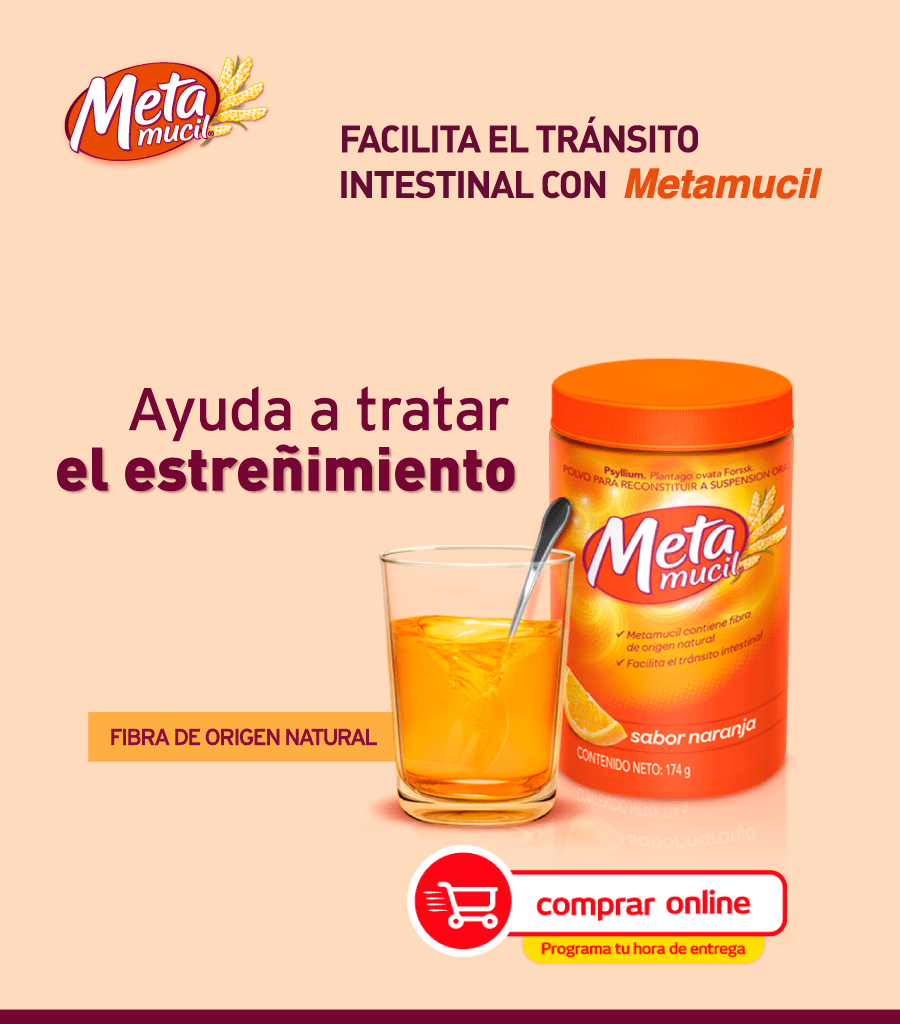 Meta
mucil
FACILITA EL TRÁNSITO
INTESTINAL CON Metamucil
Ayuda a tratar
el estreñimiento
Psyllium. Plantago ovata Forssk.
POLVO PARA RECONSTITUIR A SUSPENSION ORAL
Meta
mucil
✓ Metamucil contiene fibra
de origen natural
✓ Facilita el tránsito intestinal
sabor naranja
CONTENIDO NETO: 174 g
FIBRA DE ORIGEN NATURAL
comprar online
Programa tu hora de entrega